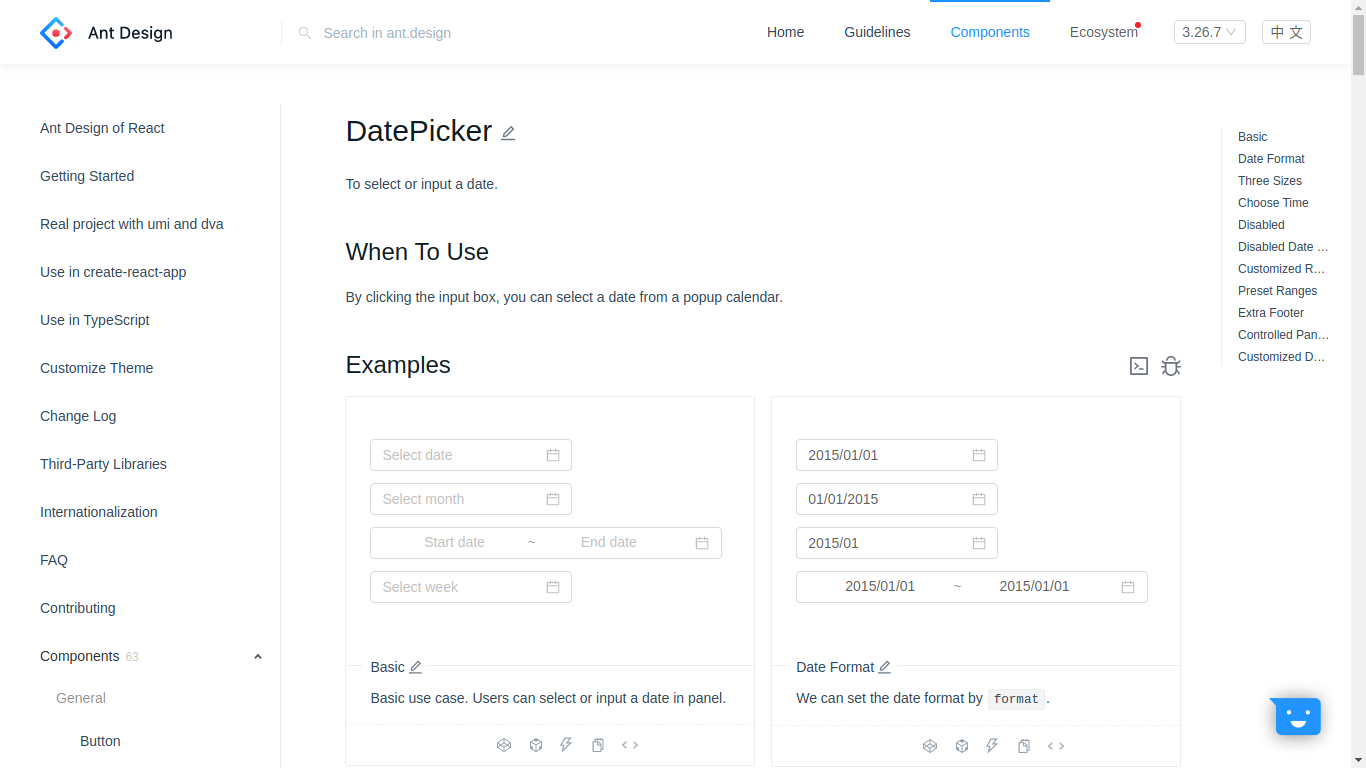 Ant Design
Search in ant.design
Home
Guidelines
Components
Ecosystem
3.26.7
中 文
Ant Design of React
Getting Started
Real project with umi and dva
Use in create-react-app
Use in TypeScript
Customize Theme
Change Log
Third-Party Libraries
Internationalization
FAQ
Contributing
Components 63
General
Button
DatePicker
To select or input a date.
When To Use
By clicking the input box, you can select a date from a popup calendar.
Examples
Select date
Select month
Start date ~ End date
Select week
Basic
Basic use case. Users can select or input a date in panel.
2015/01/01
01/01/2015
2015/01
2015/01/01 ~ 2015/01/01
Date Format
We can set the date format by format .
Basic
Date Format
Three Sizes
Choose Time
Disabled
Disabled Date ...
Customized R...
Preset Ranges
Extra Footer
Controlled Pan...
Customized D...